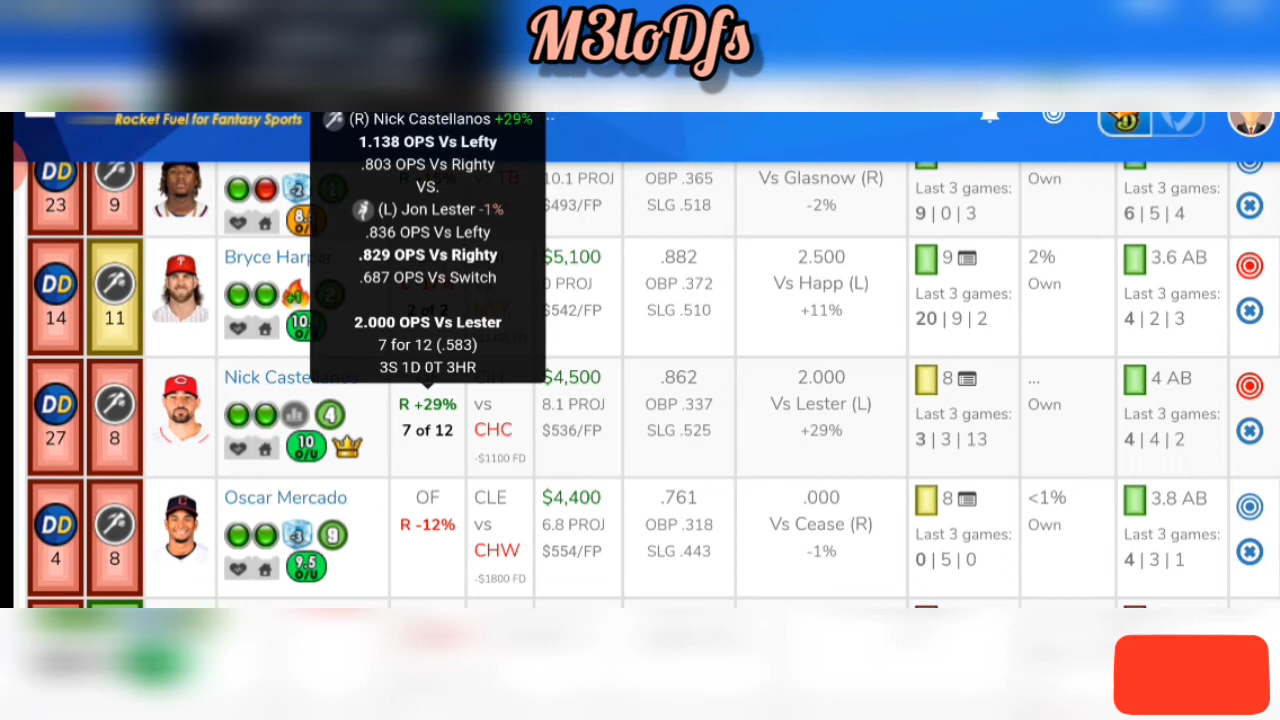 M3loDfs
Rocket Fuel for Fantasy Sports
(R) Nick Castellanos +29%
1.138 OPS Vs Lefty
.803 OPS Vs Righty
VS.
(L) Jon Lester -1%
.836 OPS Vs Lefty
.829 OPS Vs Righty
.687 OPS Vs Switch
2.000 OPS Vs Lester
7 for 12 (.583)
3S 1D 0T 3HR
DD
23
9
10.1 PROJ
$493/FP
OBP .365
SLG .518
Vs Glasnow (R)
-2%
Last 3 games:
9 | 0 | 3
Own
Last 3 games:
6 | 5 | 4
DD
14
11
Bryce Harp
$5,100
$542/FP
.882
OBP .372
SLG .510
2.500
Vs Happ (L)
+11%
9
Last 3 games:
20 | 9 | 2
2%
Own
3.6 AB
Last 3 games:
4 | 2 | 3
DD
27
8
Nick Castellanos
4
10
O/U
R +29%
7 of 12
vs
CHC
-$1100 FD
$4,500
8.1 PROJ
$536/FP
.862
OBP .337
SLG .525
2.000
Vs Lester (L)
+29%
8
Last 3 games:
3 | 3 | 13
...
Own
4 AB
Last 3 games:
4 | 4 | 2
DD
4
8
Oscar Mercado
-3
9
9.5
O/U
OF
R -12%
CLE
vs
CHW
-$1800 FD
$4,400
6.8 PROJ
$554/FP
.761
OBP .318
SLG .443
.000
Vs Cease (R)
-1%
8
Last 3 games:
0 | 5 | 0
<1%
Own
3.8 AB
Last 3 games:
4 | 3 | 1